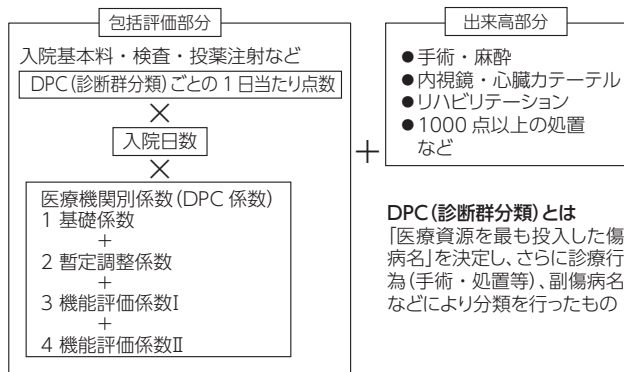 包括評価部分
入院基本料・検査・投薬注射など
DPC(診断群分類)ごとの1日当たり点数
×
入院日数
×
医療機関別係数(DPC 係数)
1 基礎係数
+
2 暫定調整係数
+
3 機能評価係数Ⅰ
+
4 機能評価係数Ⅱ
+
出来高部分
●手術・麻酔
●内視鏡・心臓カテーテル
●リハビリテーション
●1000 点以上の処置
など
DPC(診断群分類)とは
「医療資源を最も投入した傷
病名」を決定し、さらに診療行
為(手術・処置等)、副傷病名
などにより分類を行ったもの